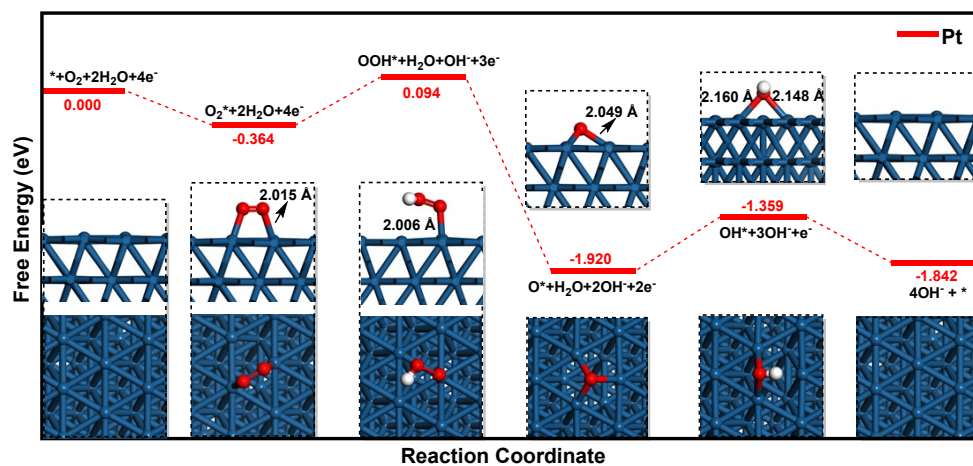 Pt
*+O₂+2H₂O+4e⁻
0.000
O₂*+2H₂O+4e⁻
-0.364
OOH*+H₂O+OH⁻+3e⁻
0.094
2.049 Å
2.160 Å
2.148 Å
2.015 Å
2.006 Å
-1.920
O*+H₂O+2OH⁻+2e⁻
-1.359
OH*+3OH⁻+e⁻
-1.842
4OH⁻ + *
Free Energy (eV)
Reaction Coordinate